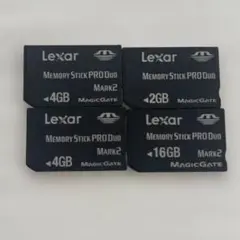 Lexar
MEMORY STICK PRO DUO
MARK2
◄4GB
MAGICGATE
Lexar
MEMORY STICK PRO DUO
◄2GB
MAGICGATE
Lexar
MEMORY STICK PRO DUO
MARK2
◄4GB
MAGICGATE
Lexar
MEMORY STICK PRO DUO
MARK2
◄16GB
MAGICGATE